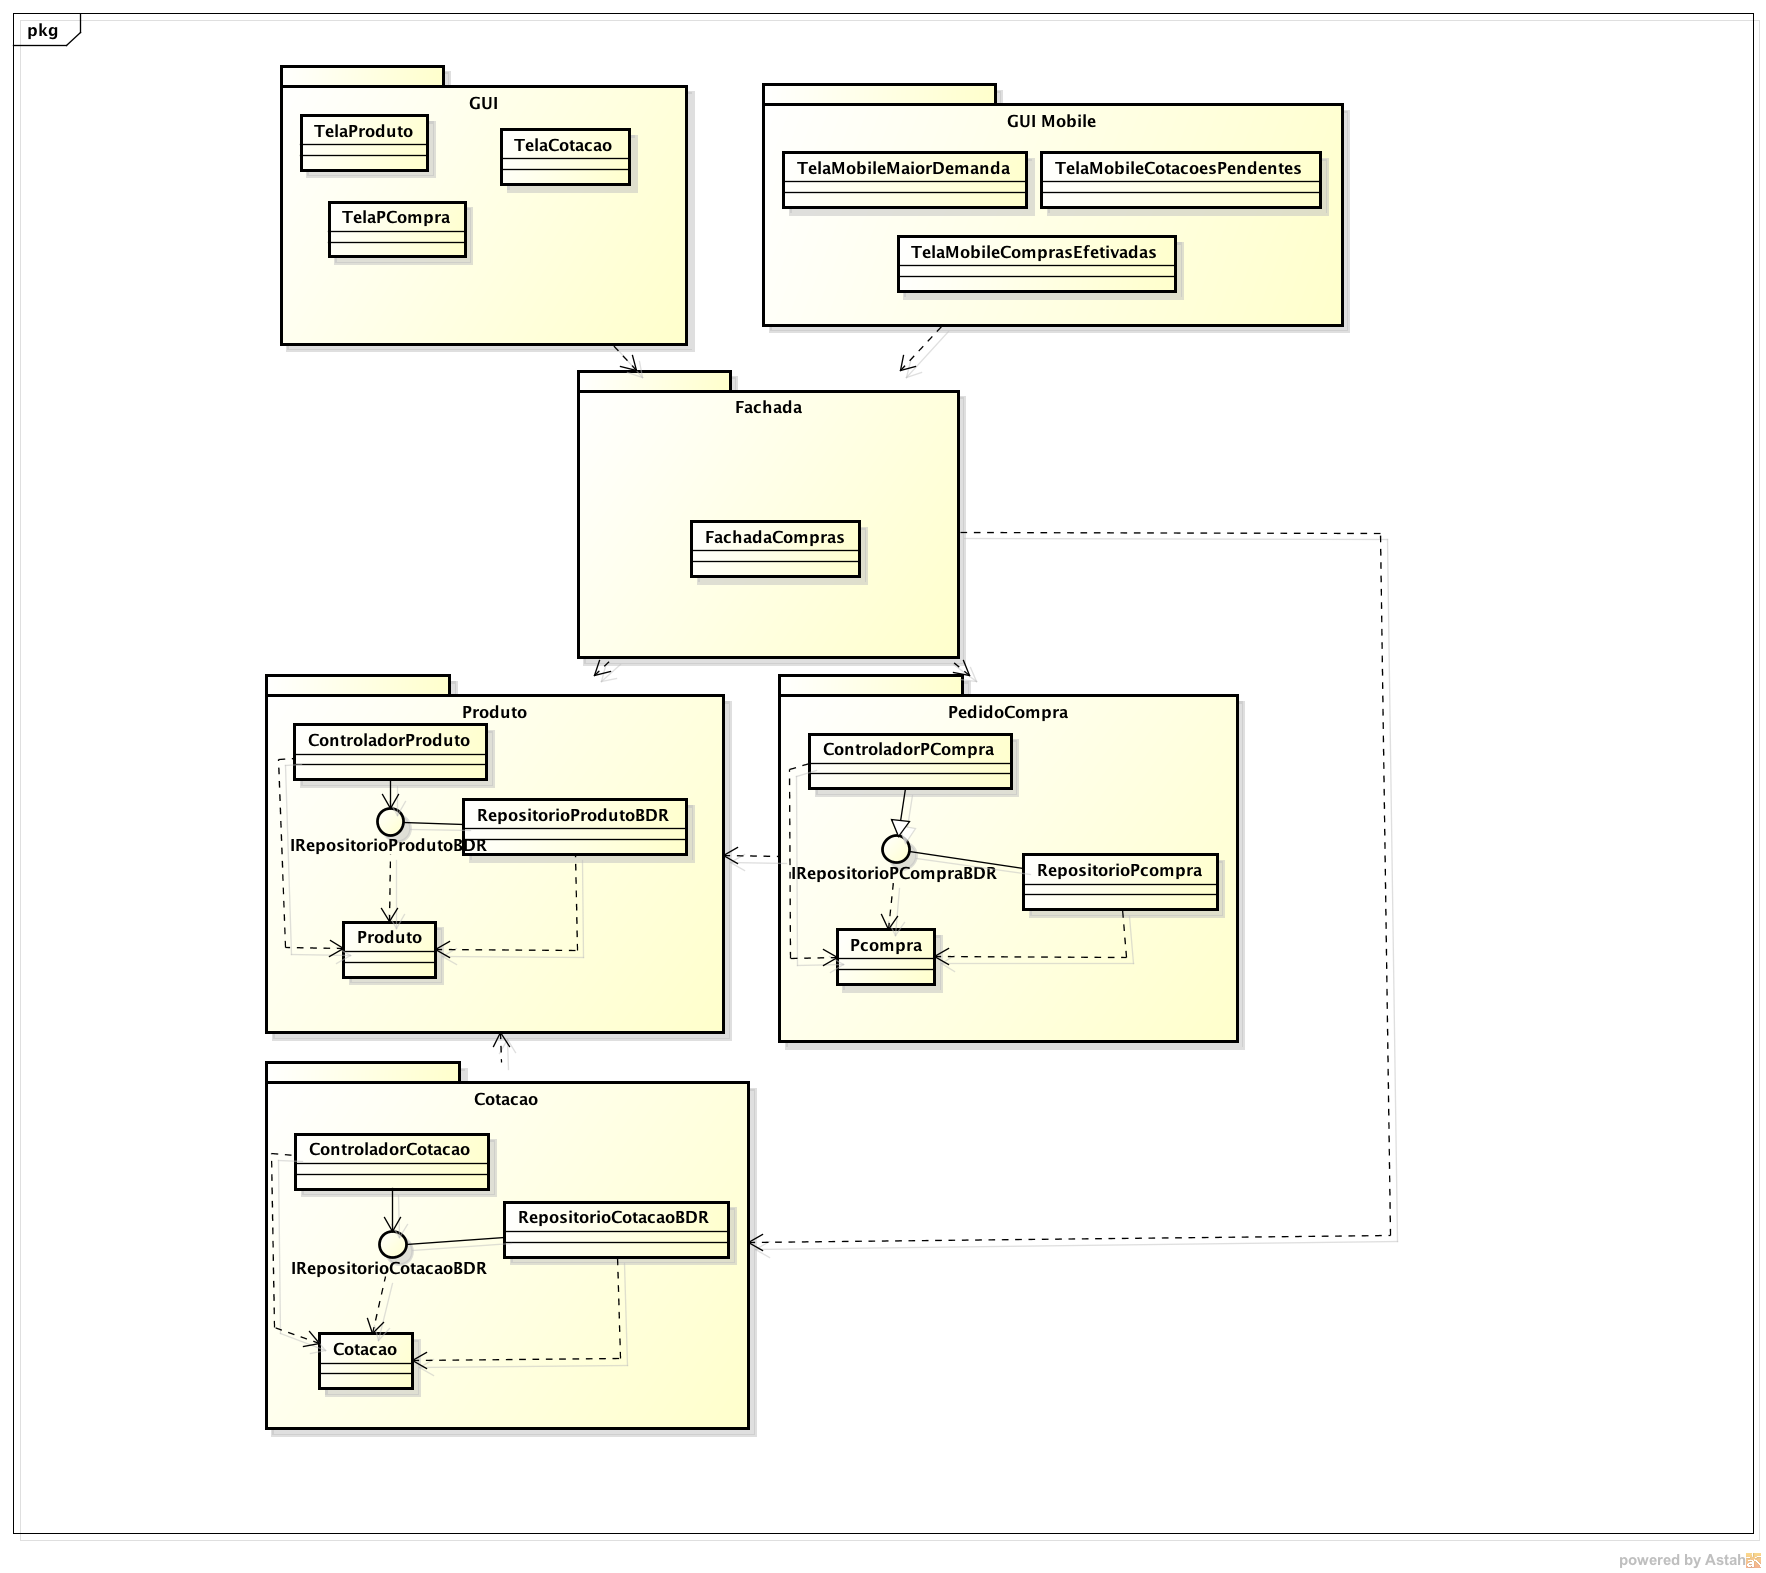 pkg
GUI
TelaProduto
TelaCotacao
TelaPCompra
GUI Mobile
TelaMobileMaiorDemanda
TelaMobileCotacoesPendentes
TelaMobileComprasEfetivadas
Fachada
FachadaCompras
Produto
ControladorProduto
RepositorioProdutoBDR
IRepositorioProdutoBDR
Produto
PedidoCompra
ControladorPCompra
RepositorioPcompra
IRepositorioPCompraBDR
Pcompra
Cotacao
ControladorCotacao
RepositorioCotacaoBDR
IRepositorioCotacaoBDR
Cotacao
powered by Astah